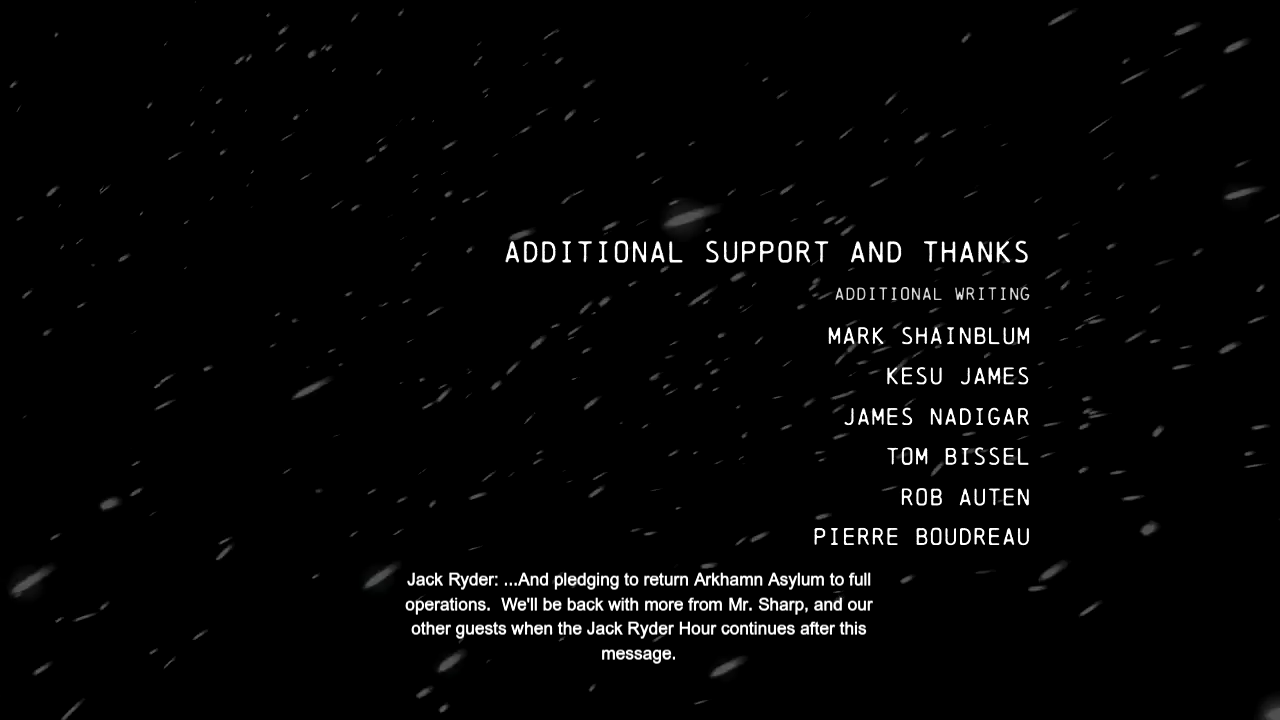 ADDITIONAL SUPPORT AND THANKS
ADDITIONAL WRITING
MARK SHAINBLUM
KESU JAMES
JAMES NADIGAR
TOM BISSEL
ROB AUTEN
PIERRE BOUDREAU
Jack Ryder: ...And pledging to return Arkhamn Asylum to full
operations.  We'll be back with more from Mr. Sharp, and our
other guests when the Jack Ryder Hour continues after this
message.